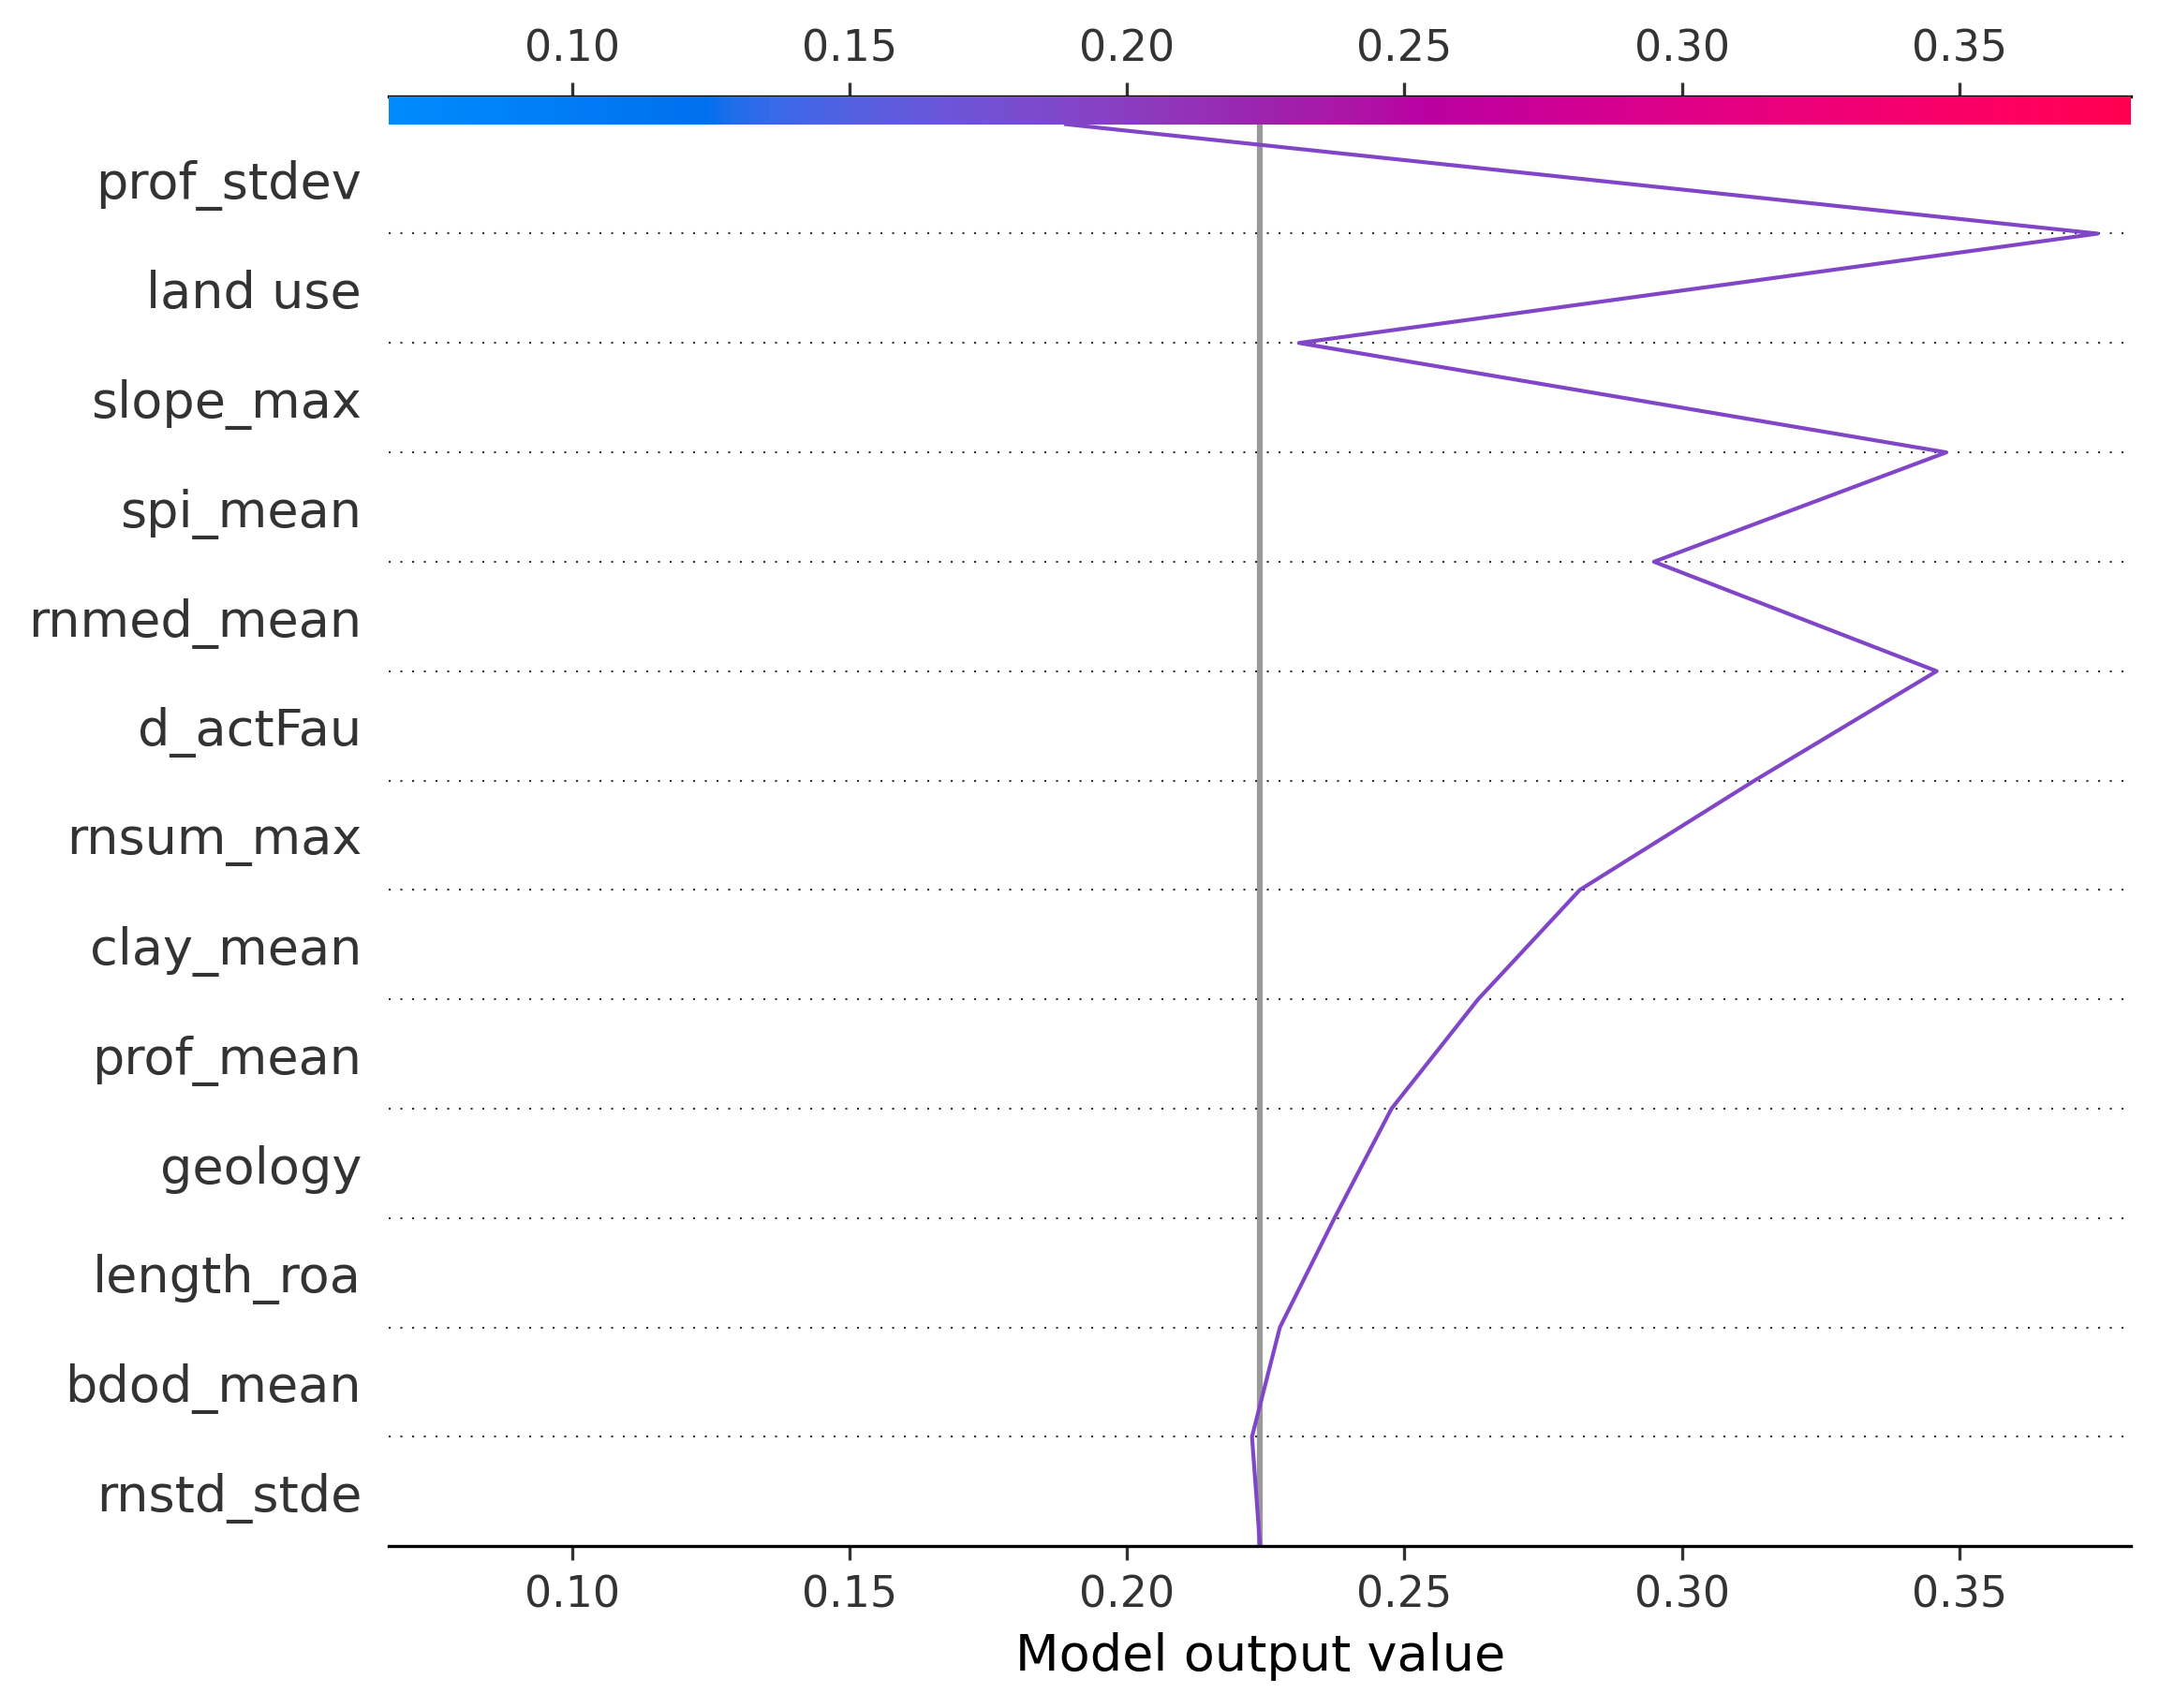 0.10 0.15 0.20 0.25 0.30 0.35
prof_stdev
land use
slope_max
spi_mean
rnmed_mean
d_actFau
rnsum_max
clay_mean
prof_mean
geology
length_roa
bdod_mean
rnstd_stde
0.10 0.15 0.20 0.25 0.30 0.35
Model output value